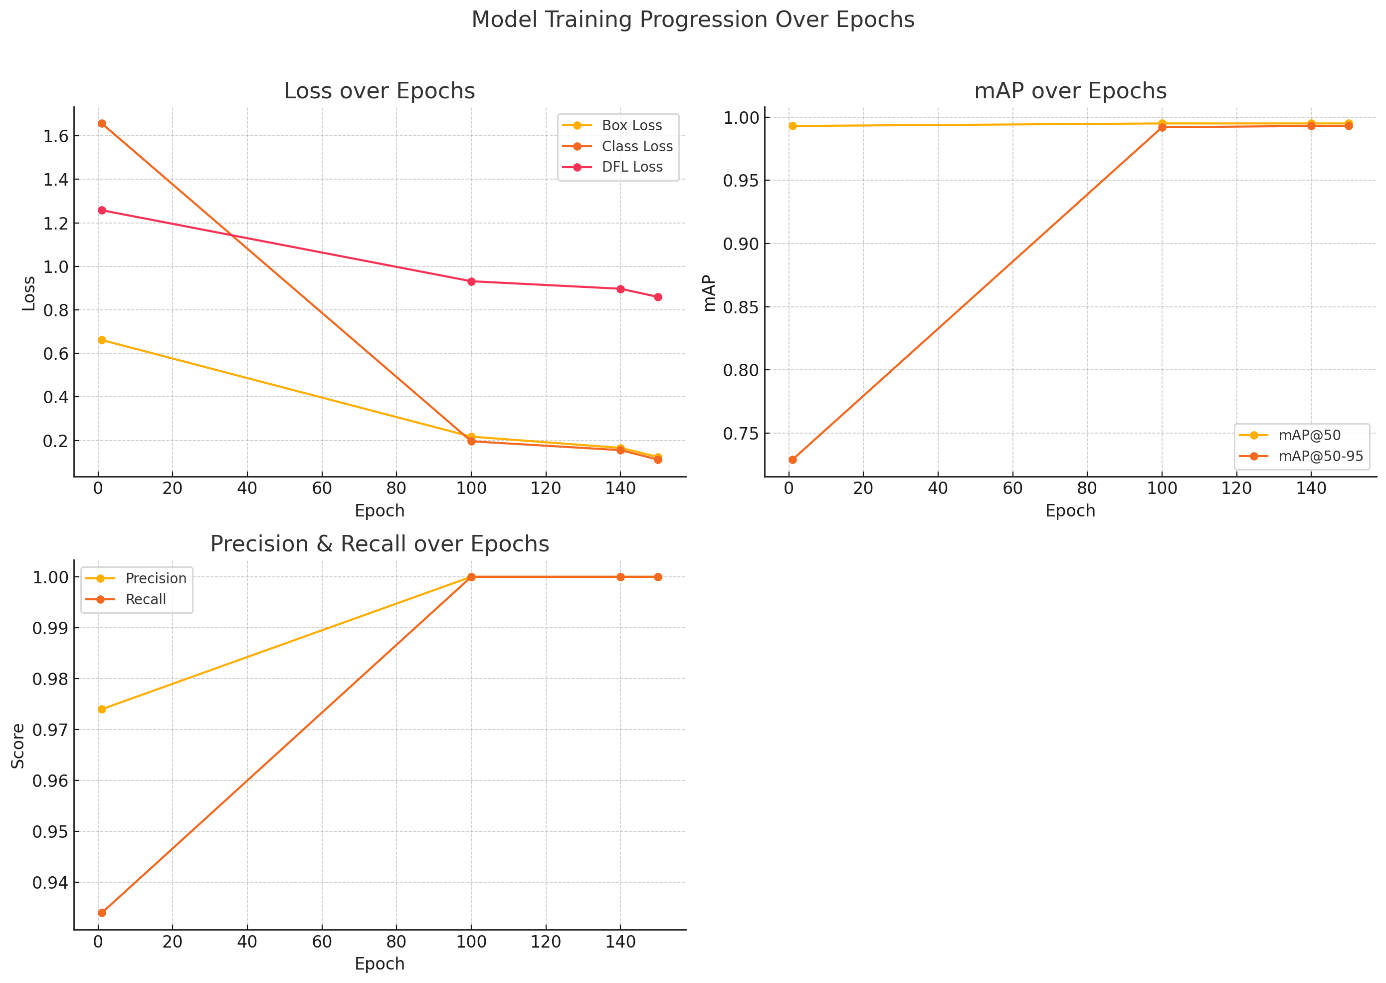 Model Training Progression Over Epochs
Loss over Epochs
Loss
1.6
1.4
1.2
1.0
0.8
0.6
0.4
0.2
Box Loss
Class Loss
DFL Loss
0 20 40 60 80 100 120 140
Epoch
mAP over Epochs
mAP
1.00
0.95
0.90
0.85
0.80
0.75
mAP@50
mAP@50-95
0 20 40 60 80 100 120 140
Epoch
Precision & Recall over Epochs
Score
1.00
0.99
0.98
0.97
0.96
0.95
0.94
Precision
Recall
0 20 40 60 80 100 120 140
Epoch